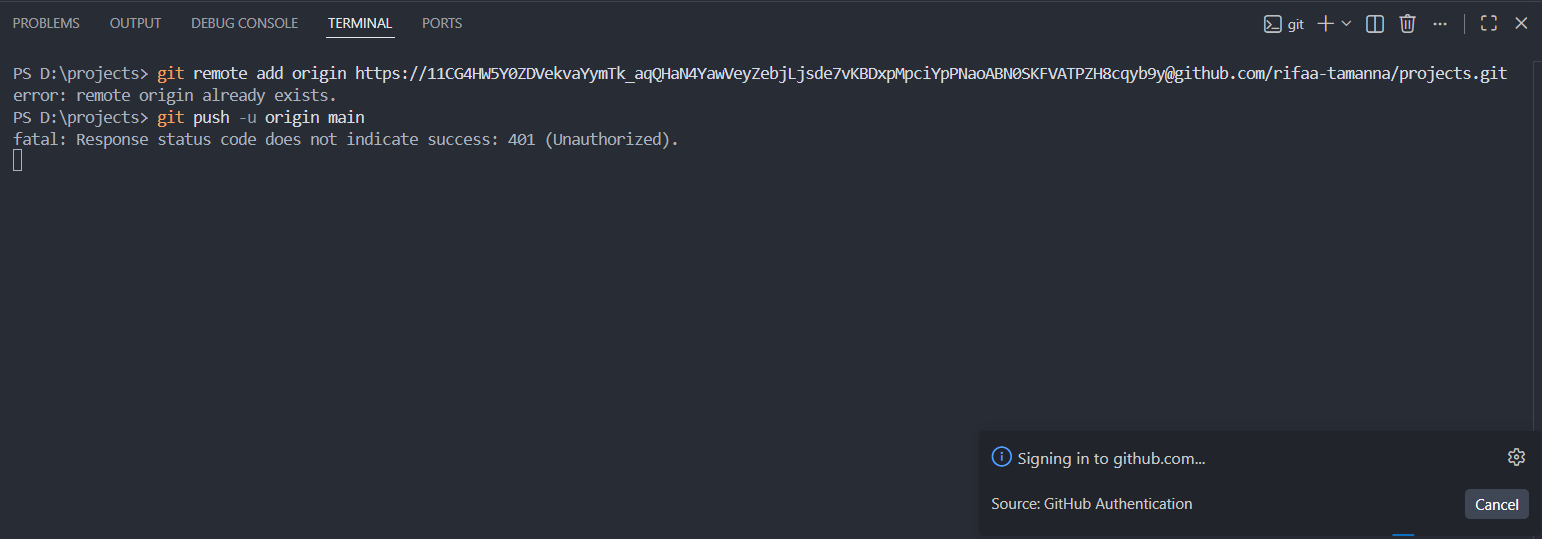 PROBLEMS OUTPUT DEBUG CONSOLE TERMINAL PORTS git
PS D:\projects> git remote add origin https://11CG4HW5Y0ZDVekvaYymTk_aqQHaN4YawVeyZebjLjsde7vKBDxpMpciYpPNaoABN0SKFVATPZH8cqyb9y@github.com/rifaa-tamanna/projects.git
error: remote origin already exists.
PS D:\projects> git push -u origin main
fatal: Response status code does not indicate success: 401 (Unauthorized).
Signing in to github.com...
Source: GitHub Authentication Cancel